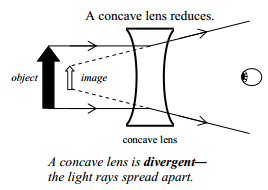 A concave lens reduces.
object
image
concave lens
A concave lens is divergent—
the light rays spread apart.